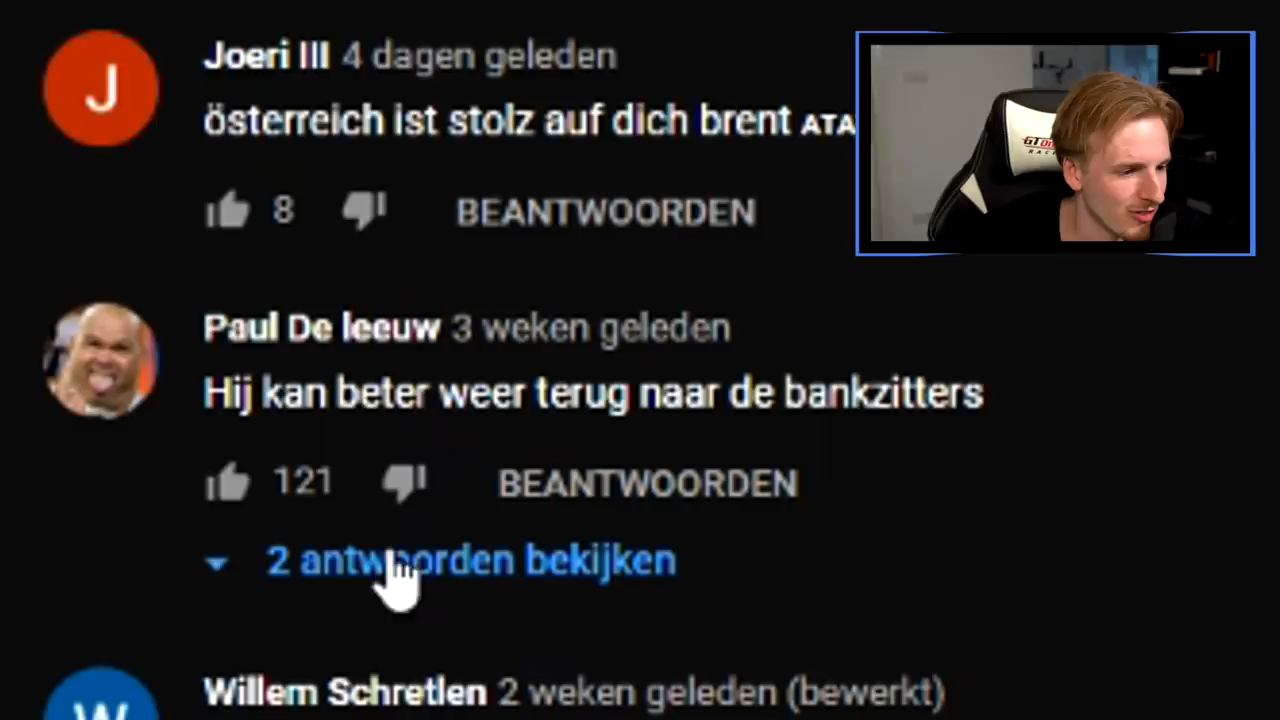 J
Joeri III 4 dagen geleden
österreich ist stolz auf dich brent ATA
8 BEANTWOORDEN
Paul De leeuw 3 weken geleden
Hij kan beter weer terug naar de bankzitters
121 BEANTWOORDEN
2 antwoorden bekijken
W
Willem Schretlen 2 weken geleden (bewerkt)